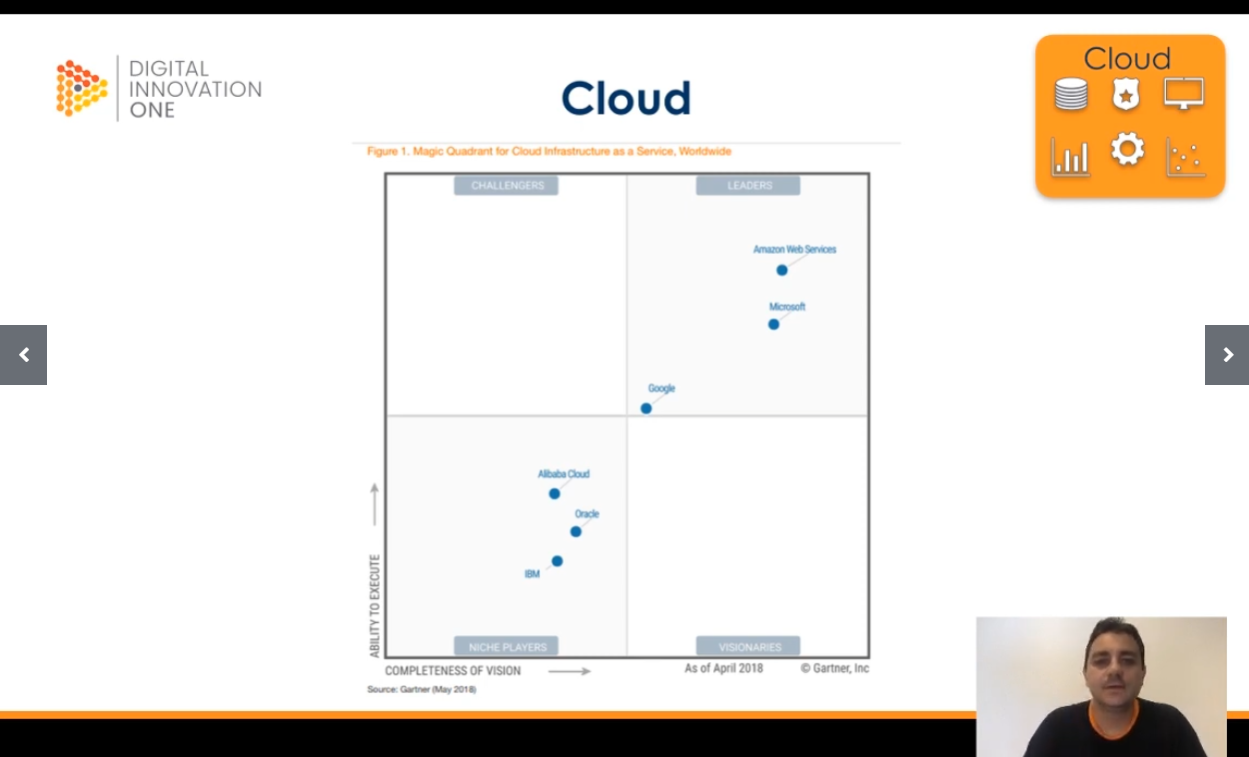 DIGITAL
INNOVATION
ONE
Cloud
Cloud
Figure 1. Magic Quadrant for Cloud Infrastructure as a Service, Worldwide
CHALLENGERS
LEADERS
Amazon Web Services
Microsoft
Google
Alibaba Cloud
Oracle
IBM
ABILITY TO EXECUTE
NICHE PLAYERS
VISIONARIES
COMPLETENESS OF VISION
As of April 2018
© Gartner, Inc
Source: Gartner (May 2018)